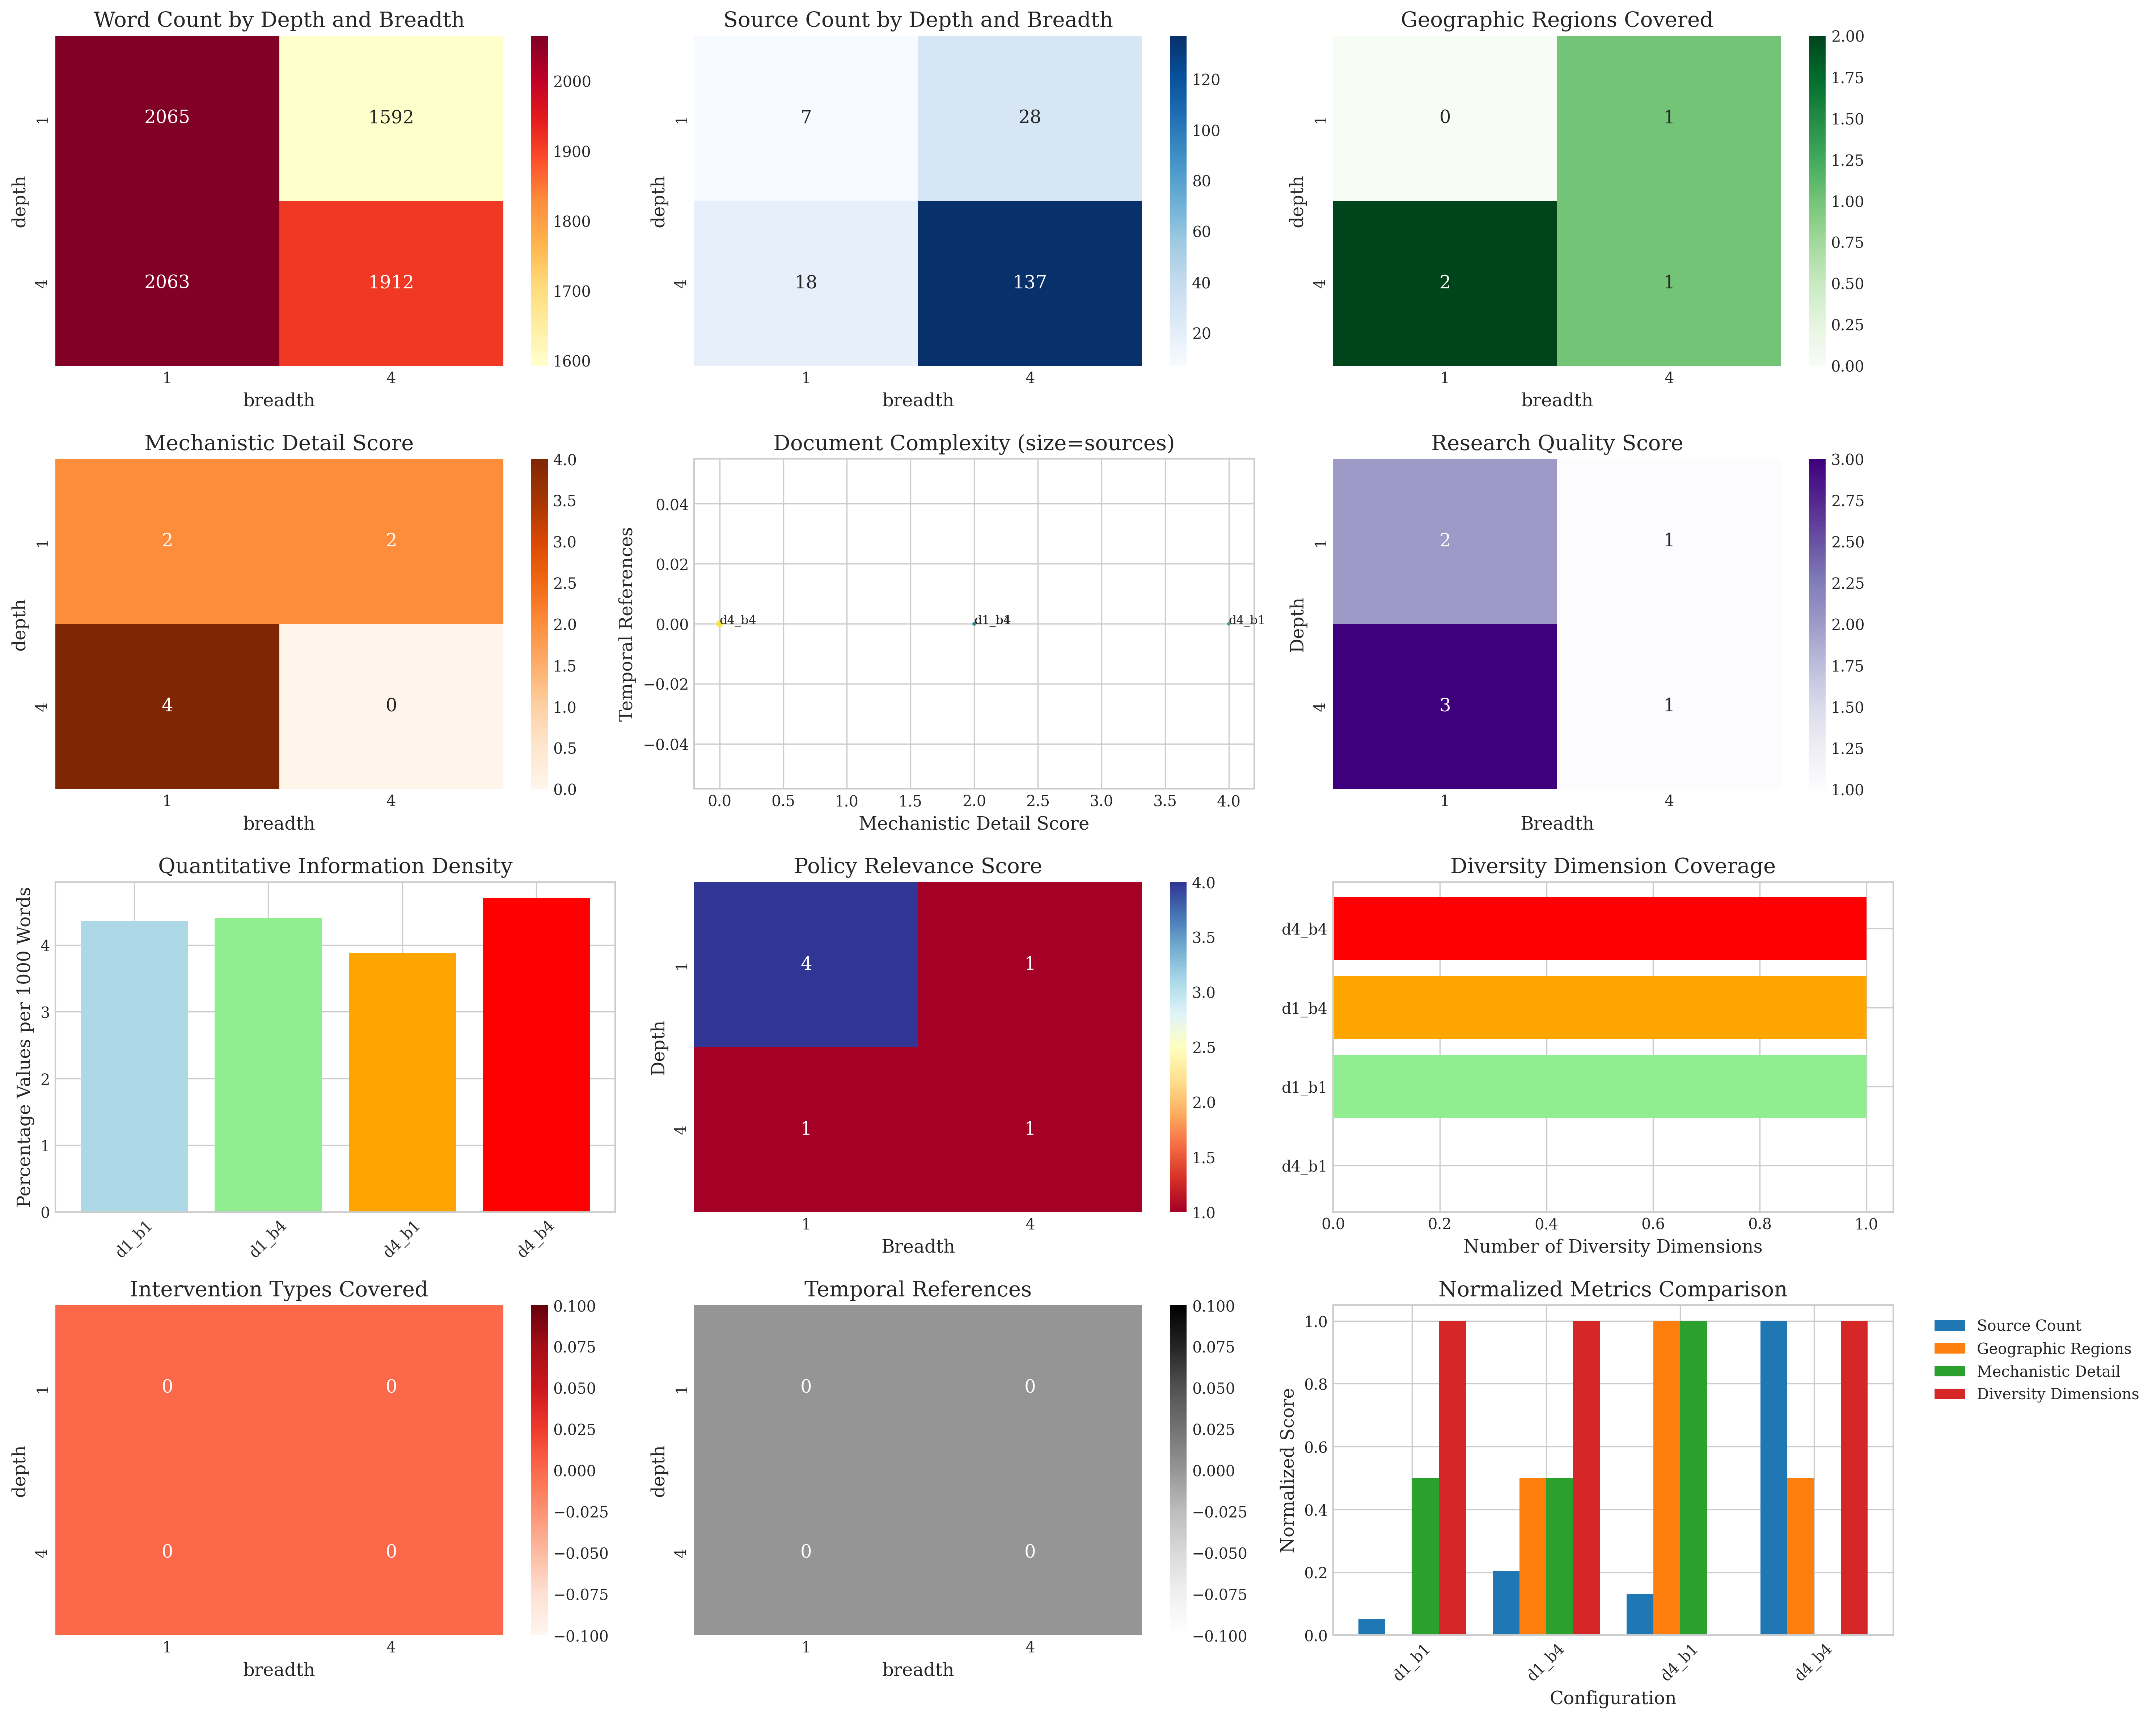 Word Count by Depth and Breadth
depth
1
4
2065
1592
2063
1912
1
4
breadth
2000
1900
1800
1700
1600
Source Count by Depth and Breadth
depth
1
4
7
28
18
137
1
4
breadth
120
100
80
60
40
20
Geographic Regions Covered
depth
1
4
0
1
2
1
1
4
breadth
2.00
1.75
1.50
1.25
1.00
0.75
0.50
0.25
0.00
Mechanistic Detail Score
depth
1
4
2
2
4
0
1
4
breadth
4.0
3.5
3.0
2.5
2.0
1.5
1.0
0.5
0.0
Document Complexity (size=sources)
Temporal References
0.04
0.02
0.00
−0.02
−0.04
d4_b4
d4_b1
0.0 0.5 1.0 1.5 2.0 2.5 3.0 3.5 4.0
Mechanistic Detail Score
Research Quality Score
Depth
1
4
2
1
3
1
1
4
Breadth
3.00
2.75
2.50
2.25
2.00
1.75
1.50
1.25
1.00
Quantitative Information Density
Percentage Values per 1000 Words
4
3
2
1
0
d1_b1
d1_b4
d4_b1
d4_b4
Policy Relevance Score
Depth
1
4
4
1
1
1
1
4
Breadth
4.0
3.5
3.0
2.5
2.0
1.5
1.0
Diversity Dimension Coverage
d4_b4
d1_b4
d1_b1
d4_b1
0.0 0.2 0.4 0.6 0.8 1.0
Number of Diversity Dimensions
Intervention Types Covered
depth
1
4
0
0
0
0
1
4
breadth
0.100
0.075
0.050
0.025
0.000
−0.025
−0.050
−0.075
−0.100
Temporal References
depth
1
4
0
0
0
0
1
4
breadth
0.100
0.075
0.050
0.025
0.000
−0.025
−0.050
−0.075
−0.100
Normalized Metrics Comparison
Normalized Score
1.0
0.8
0.6
0.4
0.2
0.0
d1_b1
d1_b4
d4_b1
d4_b4
Configuration
Source Count
Geographic Regions
Mechanistic Detail
Diversity Dimensions